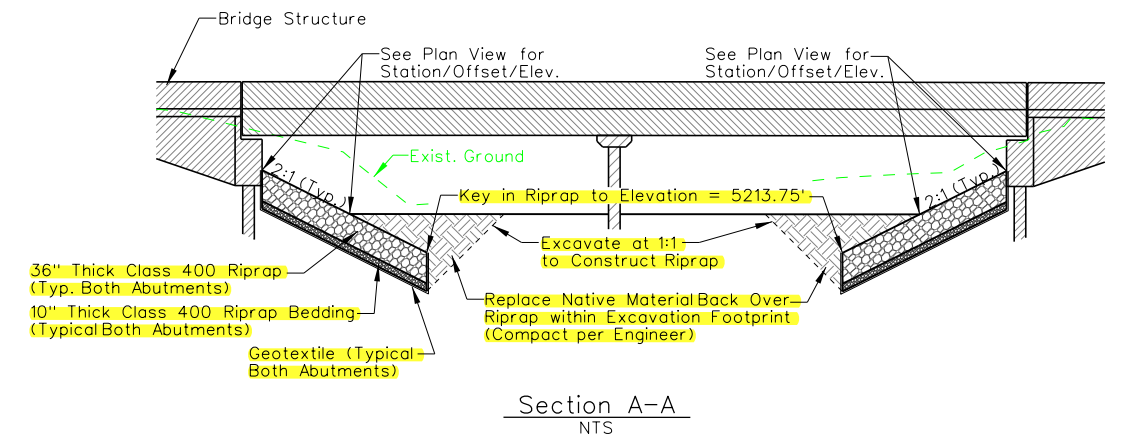 Bridge Structure
See Plan View for
Station/Offset/Elev.
See Plan View for
Station/Offset/Elev.
Exist. Ground
2:1 (Typ.)
2:1 (Typ.)
Key in Riprap to Elevation = 5213.75'
Excavate at 1:1
to Construct Riprap
36" Thick Class 400 Riprap
(Typ. Both Abutments)
10" Thick Class 400 Riprap Bedding
(Typical Both Abutments)
Replace Native Material Back Over
Riprap within Excavation Footprint
(Compact per Engineer)
Geotextile (Typical
Both Abutments)
Section A-A
NTS